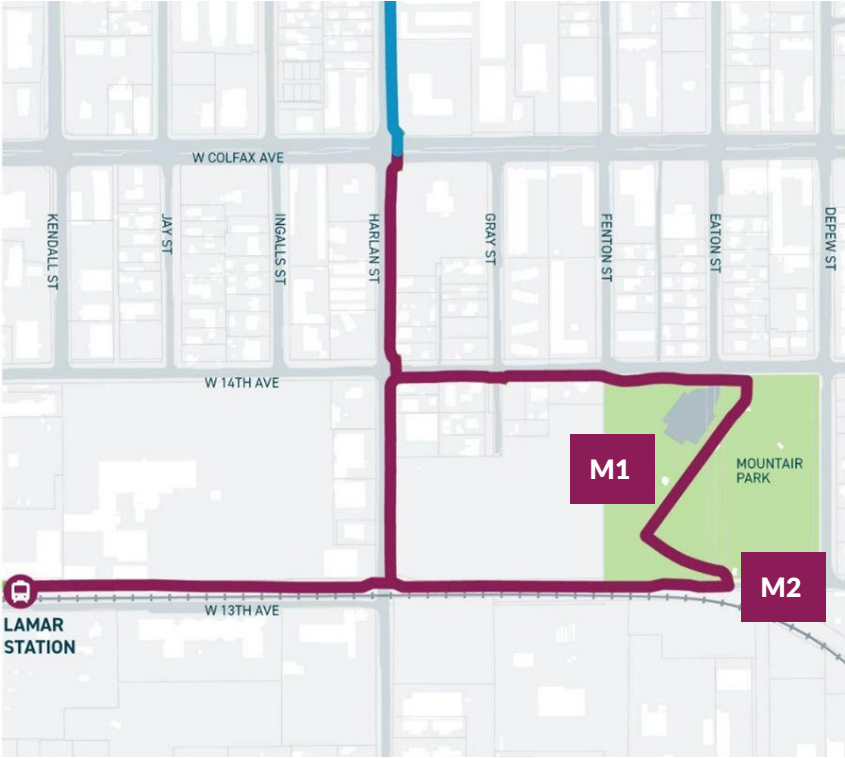 W COLFAX AVE
KENDALL ST
JAY ST
INGALLS ST
HARLAN ST
GRAY ST
FENTON ST
EATON ST
DEPEW ST
W 14TH AVE
M1
MOUNTAIR
PARK
M2
W 13TH AVE
LAMAR
STATION